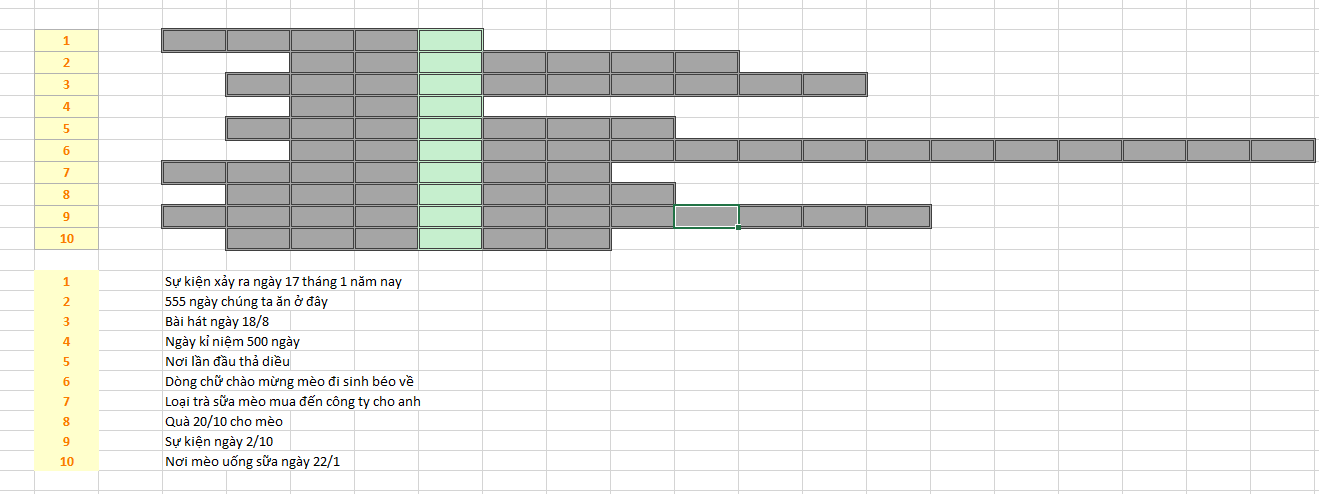 1
2
3
4
5
6
7
8
9
10
1 Sự kiện xảy ra ngày 17 tháng 1 năm nay
2 555 ngày chúng ta ăn ở đây
3 Bài hát ngày 18/8
4 Ngày kỉ niệm 500 ngày
5 Nơi lần đầu thả diều
6 Dòng chữ chào mừng mèo đi sinh béo về
7 Loại trà sữa mèo mua đến công ty cho anh
8 Quà 20/10 cho mèo
9 Sự kiện ngày 2/10
10 Nơi mèo uống sữa ngày 22/1